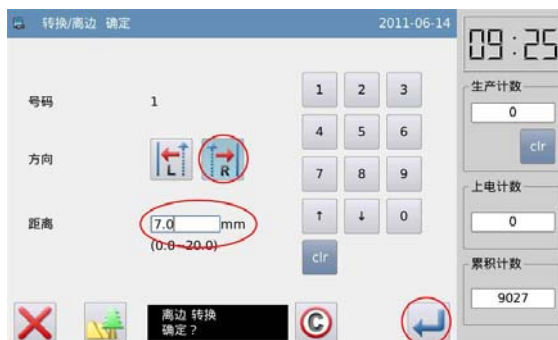 转换/离边 确定 2011-06-14
09:25
号码 1
方向 L R
距离 7.0 mm
(0.0~20.0)
1 2 3
4 5 6
7 8 9
↑ ↓ 0
clr
离边 转换
确定？
C
生产计数
0
clr
上电计数
0
累积计数
9027